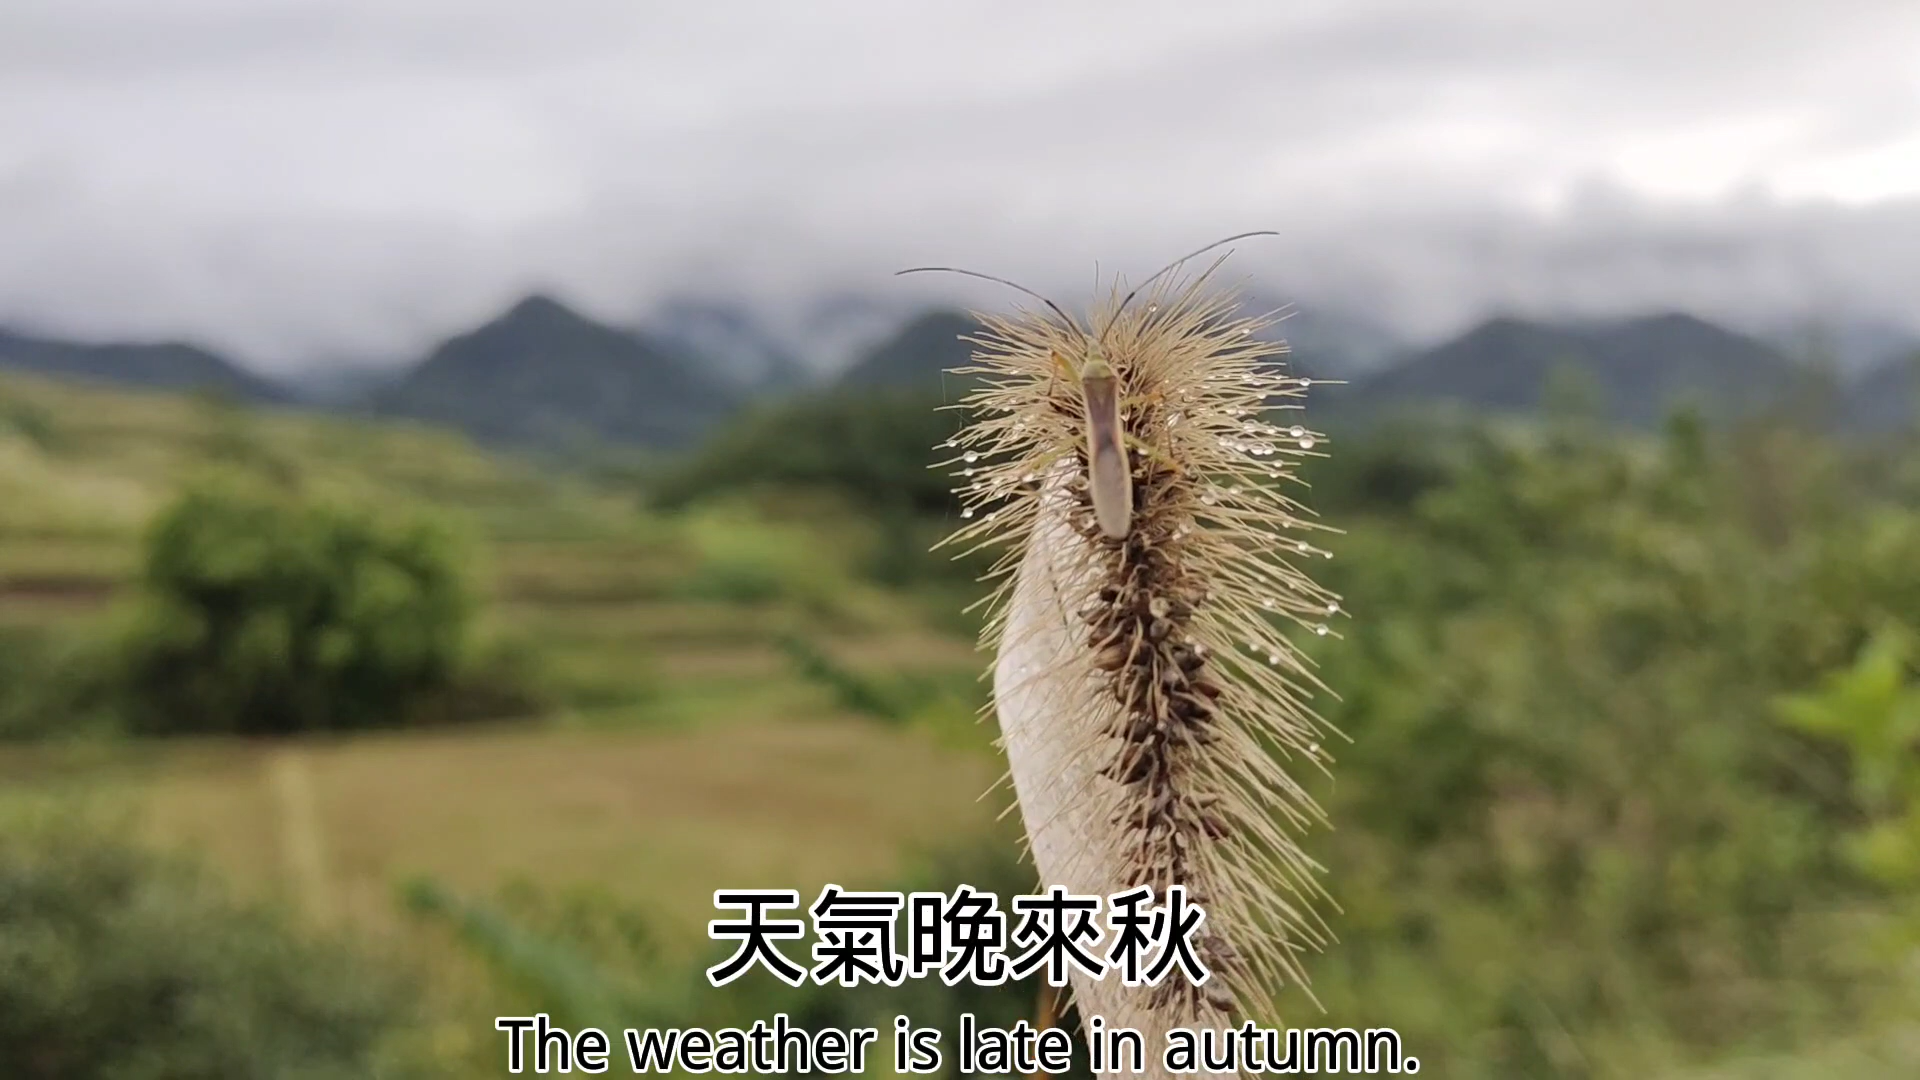 天氣晚來秋
The weather is late in autumn.